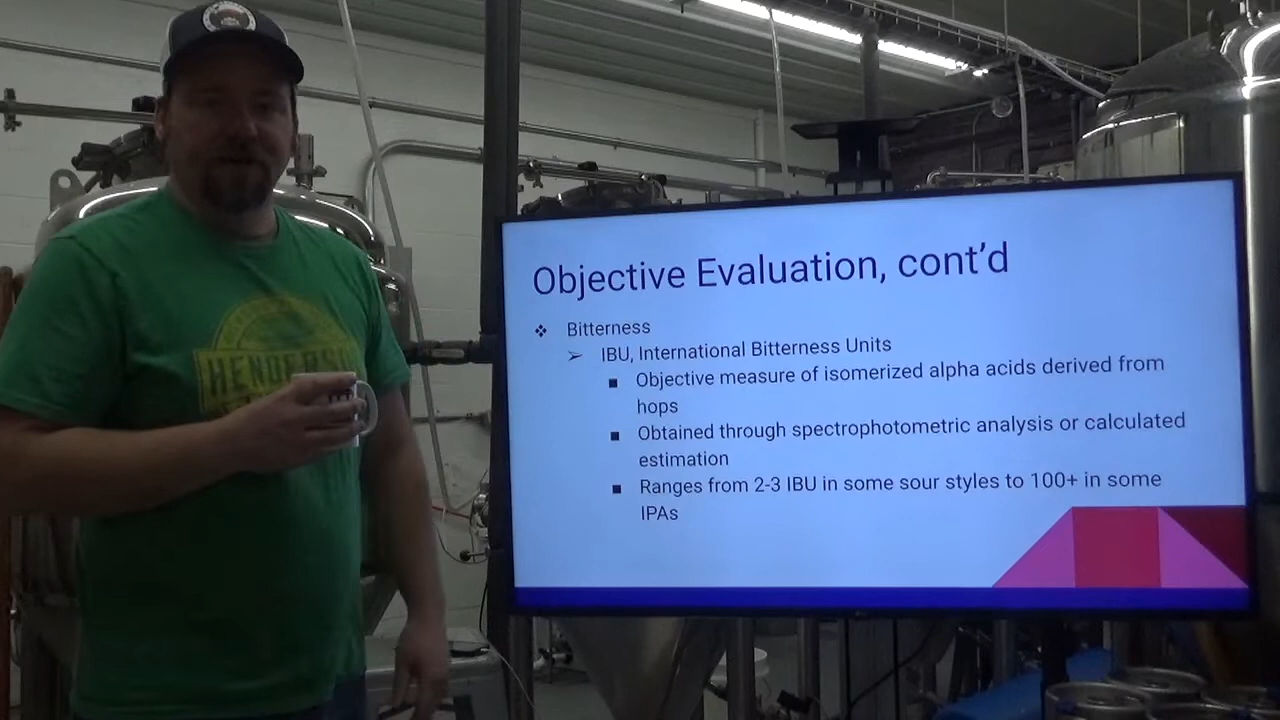 Objective Evaluation, cont'd
❖ Bitterness
➢ IBU, International Bitterness Units
■ Objective measure of isomerized alpha acids derived from
hops
■ Obtained through spectrophotometric analysis or calculated
estimation
■ Ranges from 2-3 IBU in some sour styles to 100+ in some
IPAs